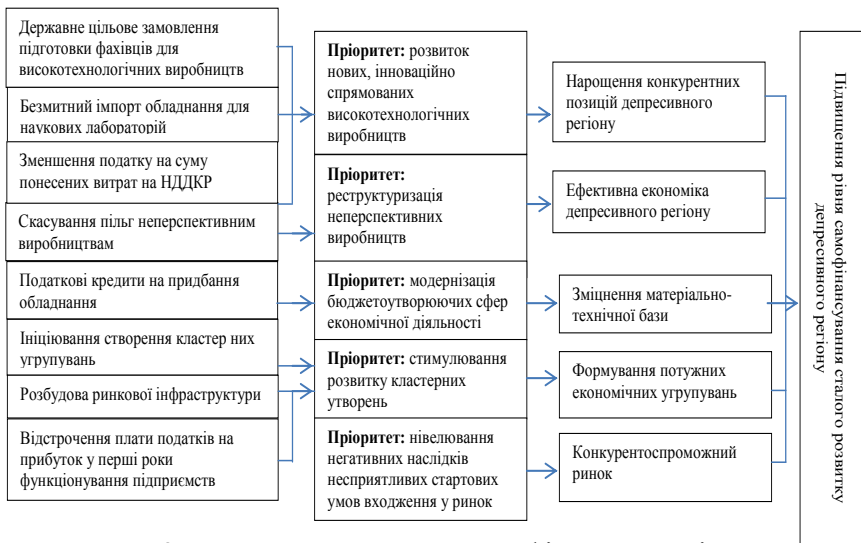 Державне цільове замовлення
підготовки фахівців для
високотехнологічних виробництв
Безмитний імпорт обладнання для
наукових лабораторій
Зменшення податку на суму
понесених витрат на НДДКР
Скасування пільг неперспективним
виробництвам
Податкові кредити на придбання
обладнання
Ініціювання створення кластер них
угрупувань
Розбудова ринкової інфраструктури
Відстрочення плати податків на
прибуток у перші роки
функціонування підприємств
Пріоритет: розвиток
нових, інноваційно
спрямованих
високотехнологічних
виробництв
Пріоритет:
реструктуризація
неперспективних
виробництв
Пріоритет: модернізація
бюджетоутворюючих сфер
економічної діяльності
Пріоритет: стимулювання
розвитку кластерних
утворень
Пріоритет: нівелювання
негативних наслідків
несприятливих стартових
умов входження у ринок
Нарощення конкурентних
позицій депресивного
регіону
Ефективна економіка
депресивного регіону
Зміцнення матеріально-
технічної бази
Формування потужних
економічних угрупувань
Конкурентоспроможний
ринок
Підвищення рівня самофінансування сталого розвитку
депресивного регіону